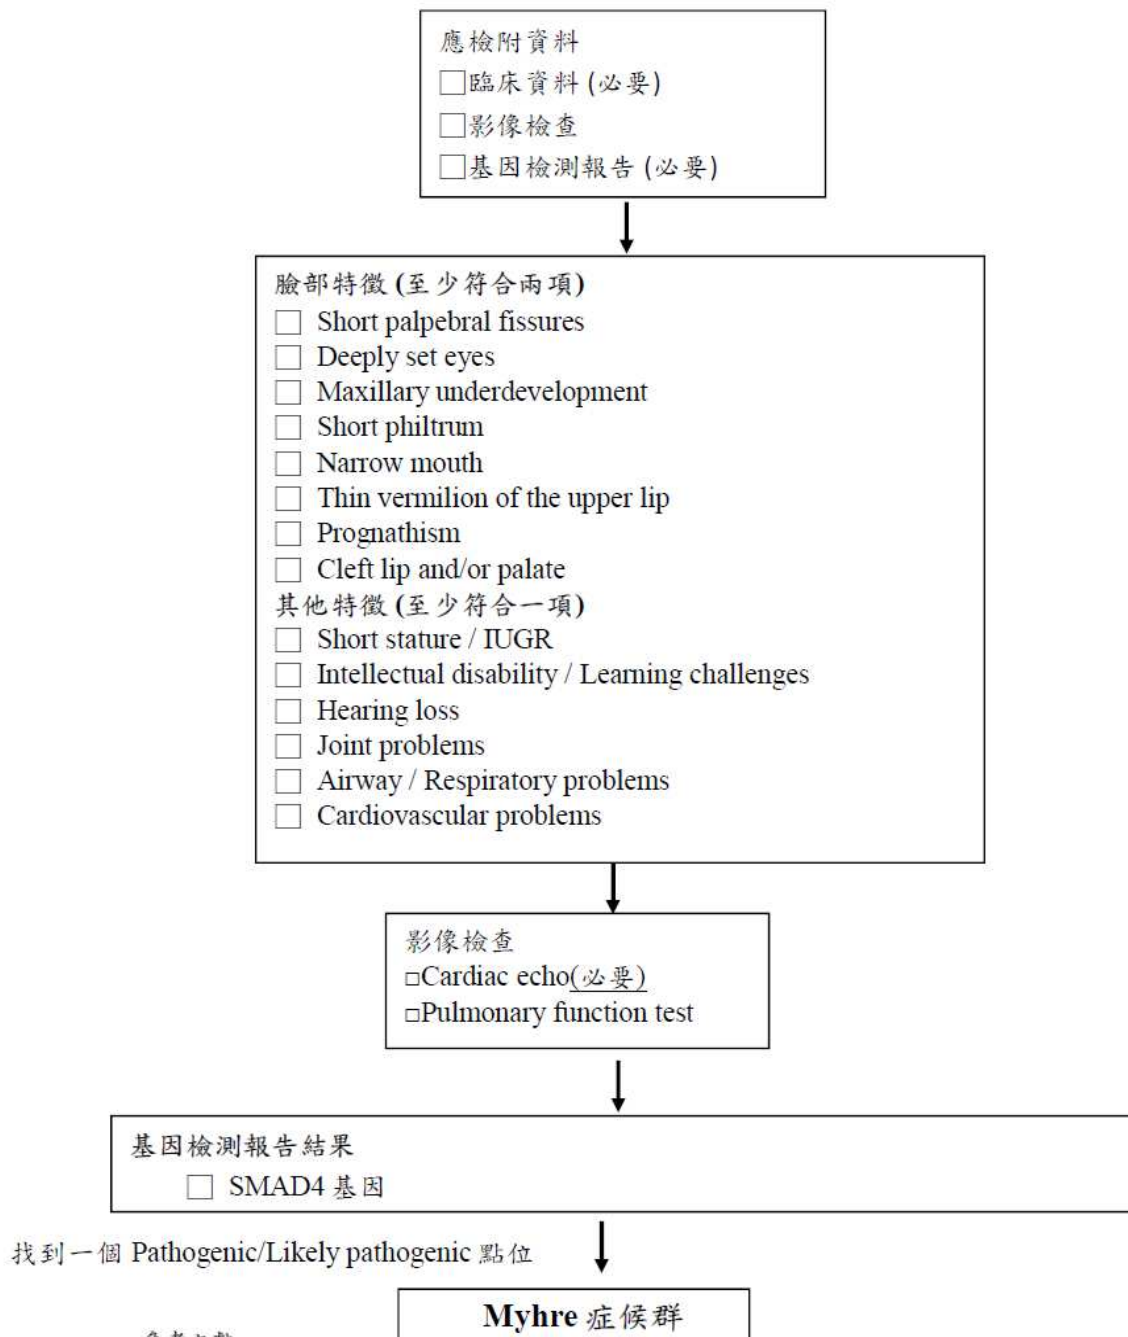 應檢附資料
□臨床資料 (必要)
□影像檢查
□基因檢測報告 (必要)
臉部特徵 (至少符合兩項)
□ Short palpebral fissures
□ Deeply set eyes
□ Maxillary underdevelopment
□ Short philtrum
□ Narrow mouth
□ Thin vermilion of the upper lip
□ Prognathism
□ Cleft lip and/or palate
其他特徵 (至少符合一項)
□ Short stature / IUGR
□ Intellectual disability / Learning challenges
□ Hearing loss
□ Joint problems
□ Airway / Respiratory problems
□ Cardiovascular problems
影像檢查
□Cardiac echo(必要)
□Pulmonary function test
基因檢測報告結果
□ SMAD4 基因
找到一個 Pathogenic/Likely pathogenic 點位
Myhre 症候群